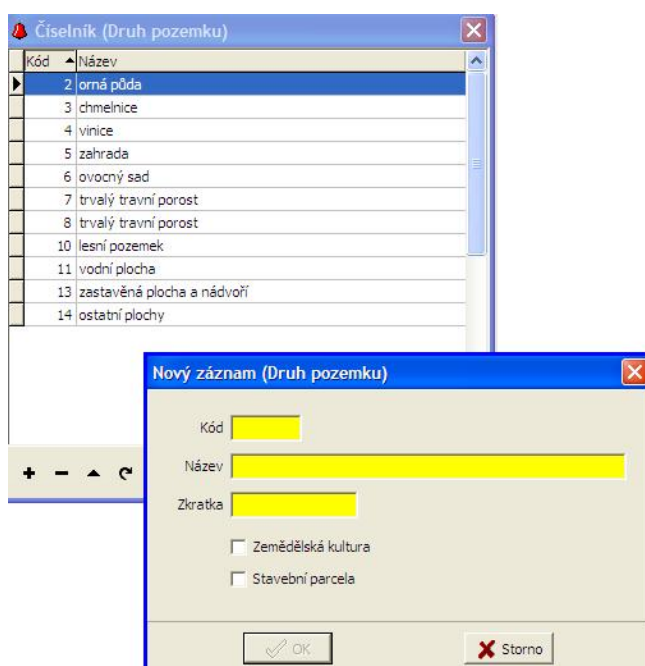 Číselník (Druh pozemku)
Kód Název
2 orná půda
3 chmelnice
4 vinice
5 zahrada
6 ovocný sad
7 trvalý travní porost
8 trvalý travní porost
10 lesní pozemek
11 vodní plocha
13 zastavěná plocha a nádvoří
14 ostatní plochy
Nový záznam (Druh pozemku)
Kód
Název
Zkratka
Zemědělská kultura
Stavební parcela
OK Storno